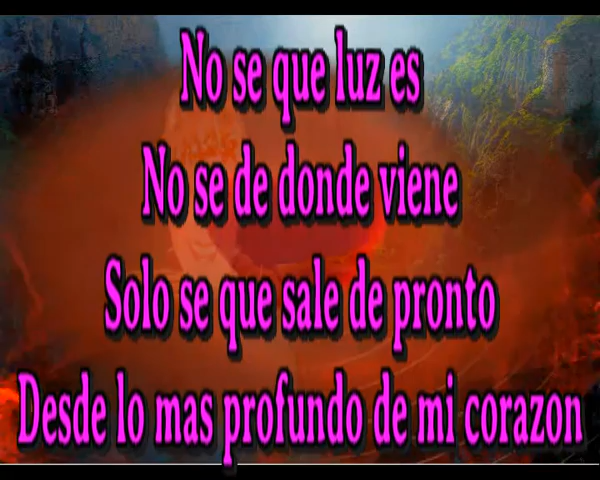 No se que luz es
No se de donde viene
Solo se que sale de pronto
Desde lo mas profundo de mi corazon